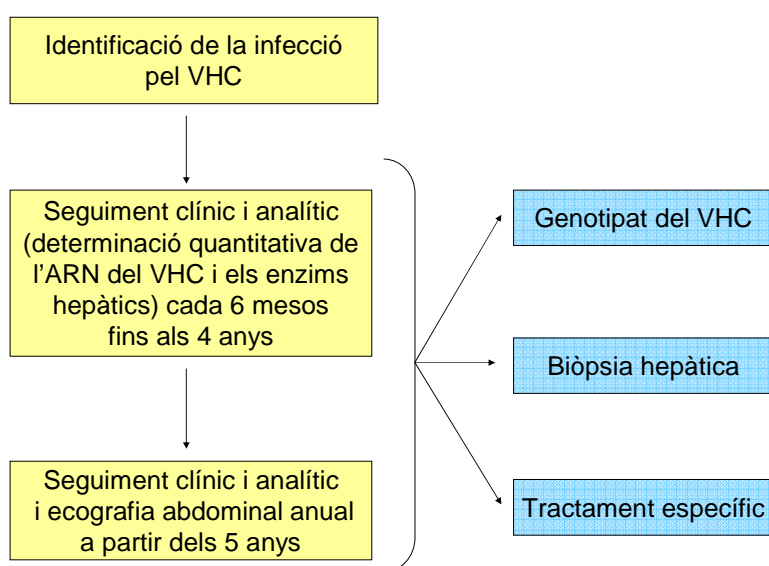 Identificació de la infecció
pel VHC
Seguiment clínic i analític
(determinació quantitativa de
l'ARN del VHC i els enzims
hepàtics) cada 6 mesos
fins als 4 anys
Seguiment clínic i analític
i ecografia abdominal anual
a partir dels 5 anys
Genotipat del VHC
Biòpsia hepàtica
Tractament específic